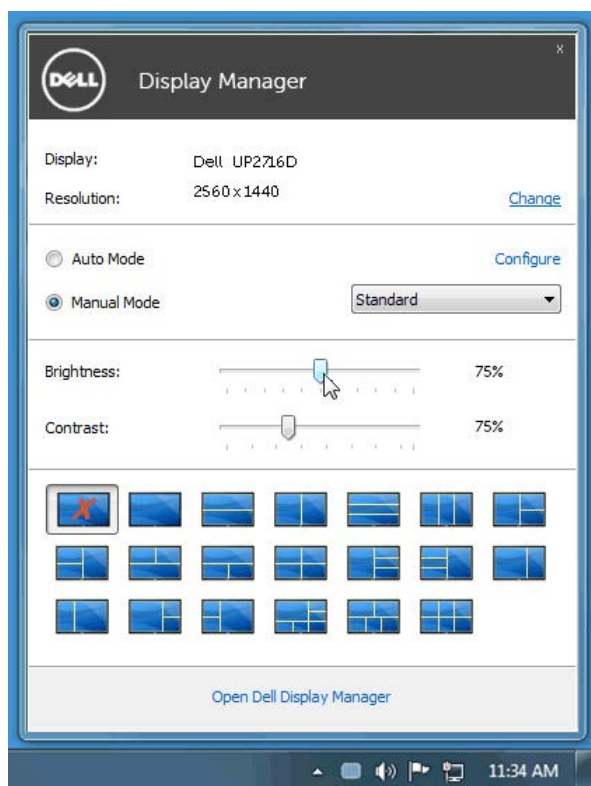 x
DELL Display Manager
Display: Dell UP2716D
Resolution: 2560 x 1440 Change
Auto Mode Configure
Manual Mode Standard
Brightness: 75%
Contrast: 75%
Open Dell Display Manager
11:34 AM